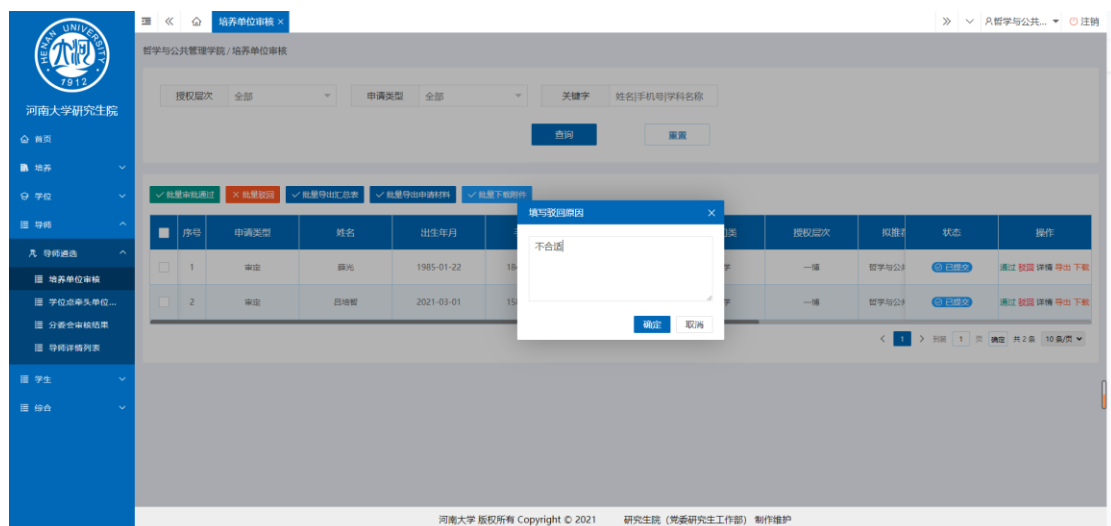 HENAN UNIVERSITY
1912
河南大学研究生院
首页
培养
学位
导师
导师遴选
培养单位审核
学位点牵头单位...
分委会审核结果
导师详情列表
学生
综合
培养单位审核 ×
哲学与公共... 注销
哲学与公共管理学院/培养单位审核
授权层次 全部 申请类型 全部 关键字 姓名|手机号|学科名称
查询 重置
批量审批通过 批量驳回 批量导出汇总表 批量导出申请材料 批量下载附件
序号 申请类型 姓名 出生年月 授权层次 拟推荐 状态 操作
1 审定 薛光 1985-01-22 18 一博 哲学与公共 已提交 通过 驳回 详情 导出 下载
2 审定 吕培智 2021-03-01 15 一博 哲学与公共 已提交 通过 驳回 详情 导出 下载
填写驳回原因
不合适
确定 取消
1 到第 1 页 确定 共 2 条 10 条/页
河南大学 版权所有 Copyright © 2021 研究生院（党委研究生工作部） 制作维护